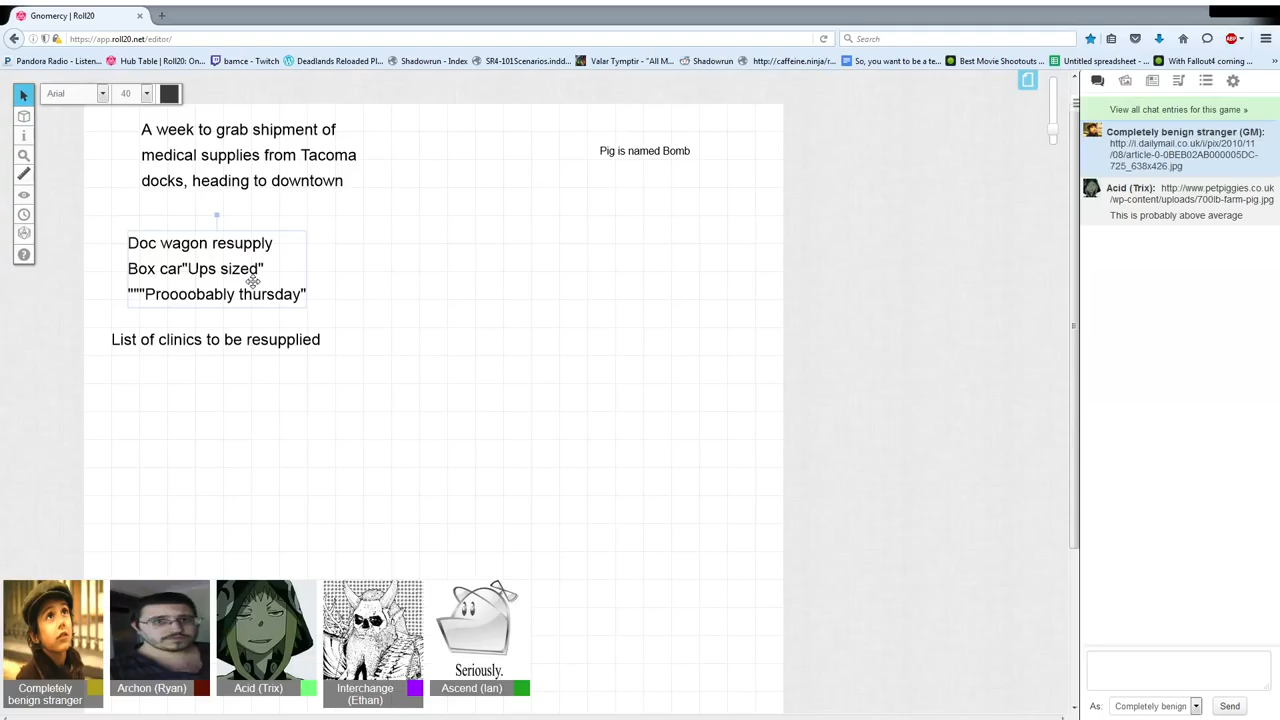 Gnomercy | Roll20
https://app.roll20.net/editor/
Search
ABP
Pandora Radio - Listen...
Hub Table | Roll20: On...
bamce - Twitch
Deadlands Reloaded Pl...
Shadowrun - Index
SR4-101Scenarios.indd...
Valar Tymptir - "All M...
Shadowrun
http://caffeine.ninja/r...
So, you want to be a te...
Best Movie Shootouts ...
Untitled spreadsheet - ...
With Fallout4 coming ...
Arial
40
A week to grab shipment of
medical supplies from Tacoma
docks, heading to downtown
Pig is named Bomb
Doc wagon resupply
Box car"Ups sized"
"""Proooobably thursday"
List of clinics to be resupplied
View all chat entries for this game »
Completely benign stranger (GM):
http://i.dailymail.co.uk/i/pix/2010/11
/08/article-0-0BEB02AB000005DC-
725_638x426.jpg
Acid (Trix): http://www.petpiggies.co.uk
/wp-content/uploads/700lb-farm-pig.jpg
This is probably above average
Seriously.
Completely
benign stranger
Archon (Ryan)
Acid (Trix)
Interchange
(Ethan)
Ascend (Ian)
As:
Completely benign
Send